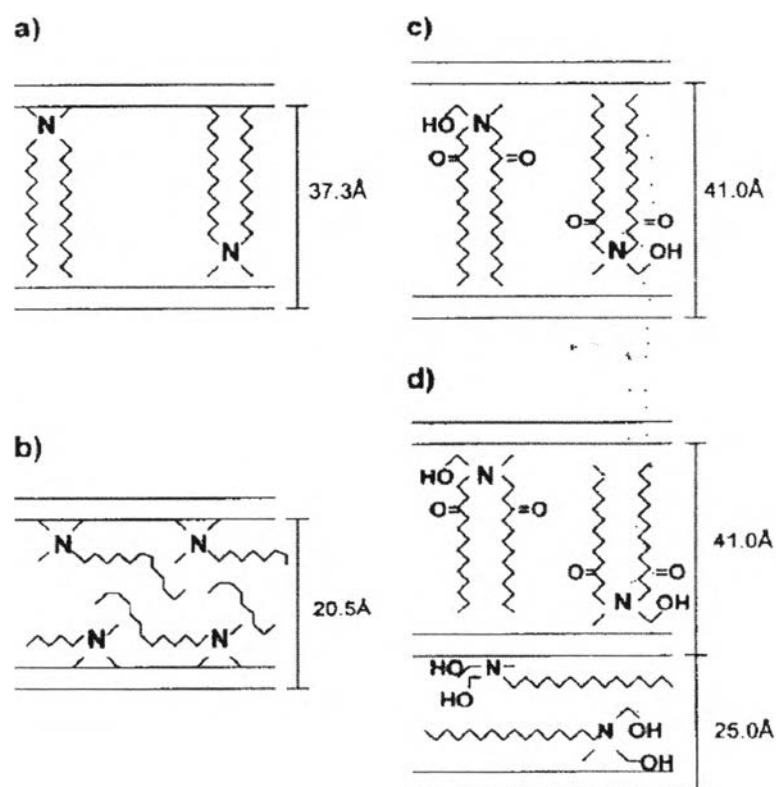 a)
N
N
37.3Å
b)
N
N
N
N
20.5Å
c)
HO N
O =O
O =O
N OH
41.0Å
d)
HO N
O =O
O =O
N OH
41.0Å
HO N
HO
N OH
OH
25.0Å